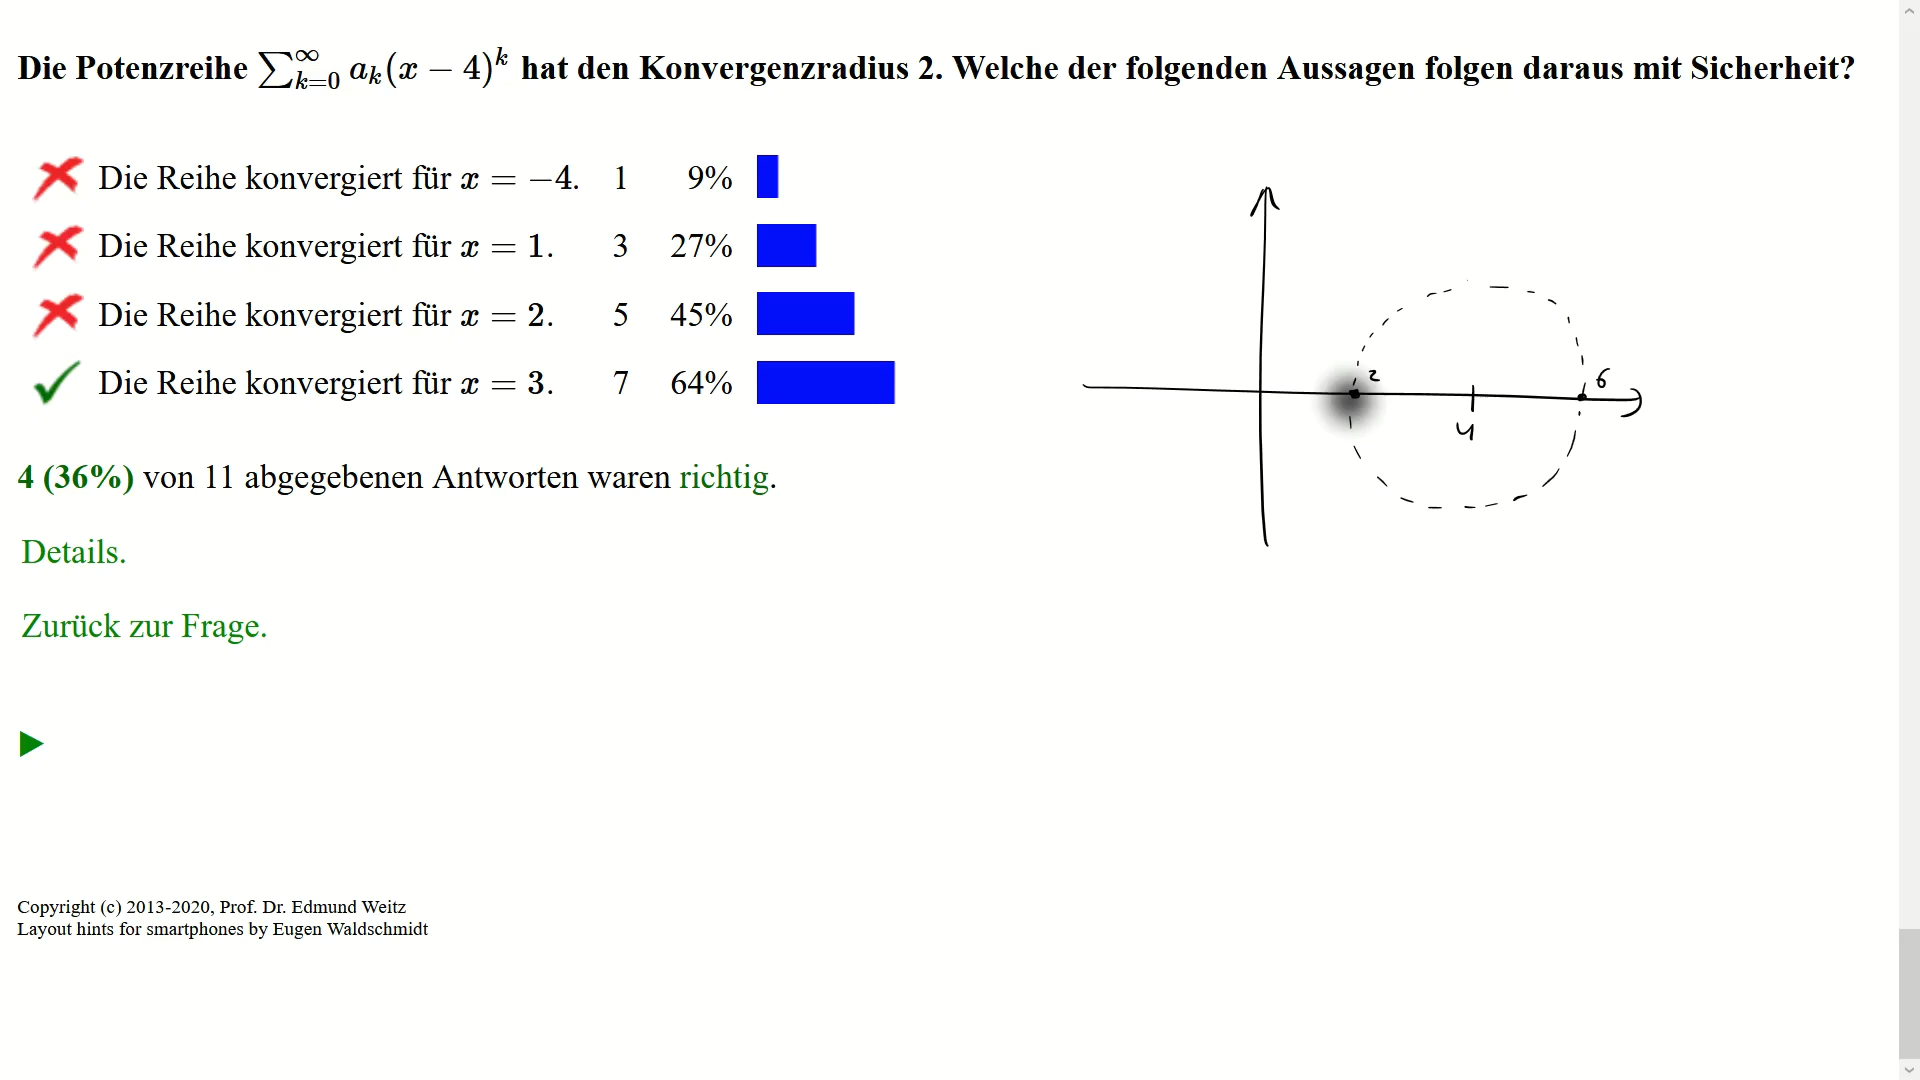 Die Potenzreihe $\sum_{k=0}^{\infty} a_k(x-4)^k$ hat den Konvergenzradius 2. Welche der folgenden Aussagen folgen daraus mit Sicherheit?
Die Reihe konvergiert für x = −4. 1 9%
Die Reihe konvergiert für x = 1. 3 27%
Die Reihe konvergiert für x = 2. 5 45%
Die Reihe konvergiert für x = 3. 7 64%
2
6
4
4 (36%) von 11 abgegebenen Antworten waren richtig.
Details.
Zurück zur Frage.
Copyright (c) 2013-2020, Prof. Dr. Edmund Weitz
Layout hints for smartphones by Eugen Waldschmidt